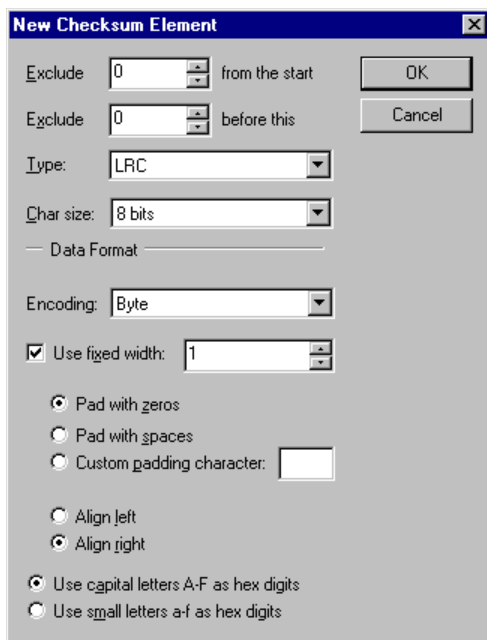 New Checksum Element
Exclude 0 from the start OK
Exclude 0 before this Cancel
Type: LRC
Char size: 8 bits
Data Format
Encoding: Byte
Use fixed width: 1
Pad with zeros
Pad with spaces
Custom padding character:
Align left
Align right
Use capital letters A-F as hex digits
Use small letters a-f as hex digits